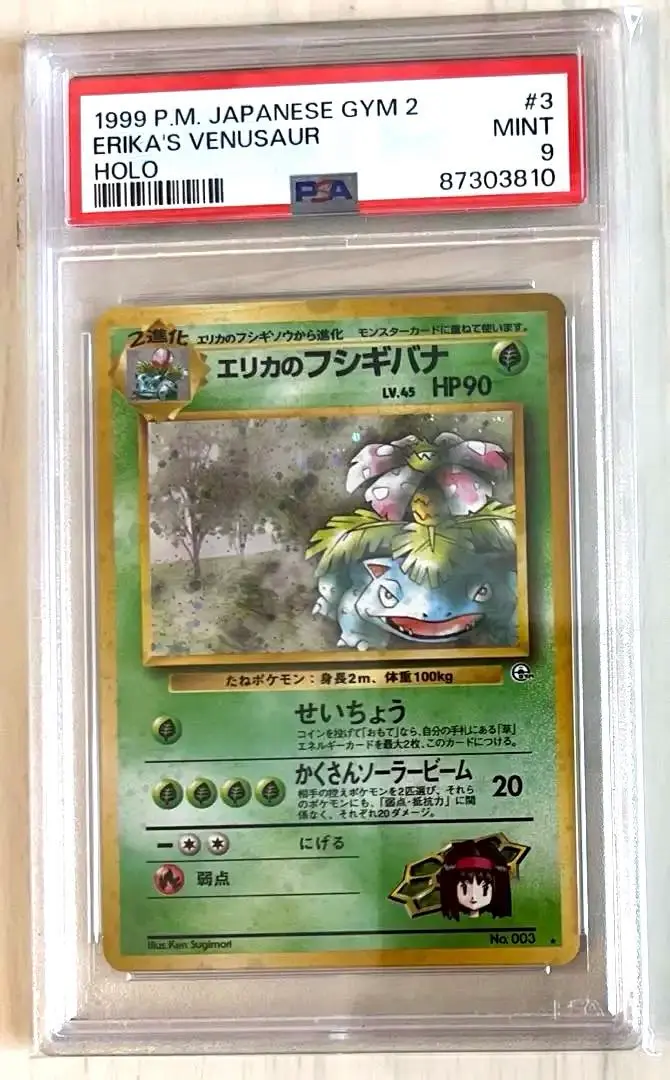 1999 P.M. JAPANESE GYM 2 #3
ERIKA'S VENUSAUR MINT
HOLO 9
PSA 87303810
2進化 エリカのフシギソウから進化 モンスターカードに重ねて使います。
エリカのフシギバナ
LV.45 HP90
たねポケモン：身長2m、体重100kg
せいちょう
コインを投げて「おもて」なら、自分の手札にある「草」
エネルギーカードを最大2枚、このカードにつける。
かくさんソーラービーム 20
相手の控えポケモンを2匹選び、それら
のポケモンにも、「弱点・抵抗力」に関
係なく、それぞれ20ダメージ。
ー にげる
弱点
Illus. Ken Sugimori No. 003 ★